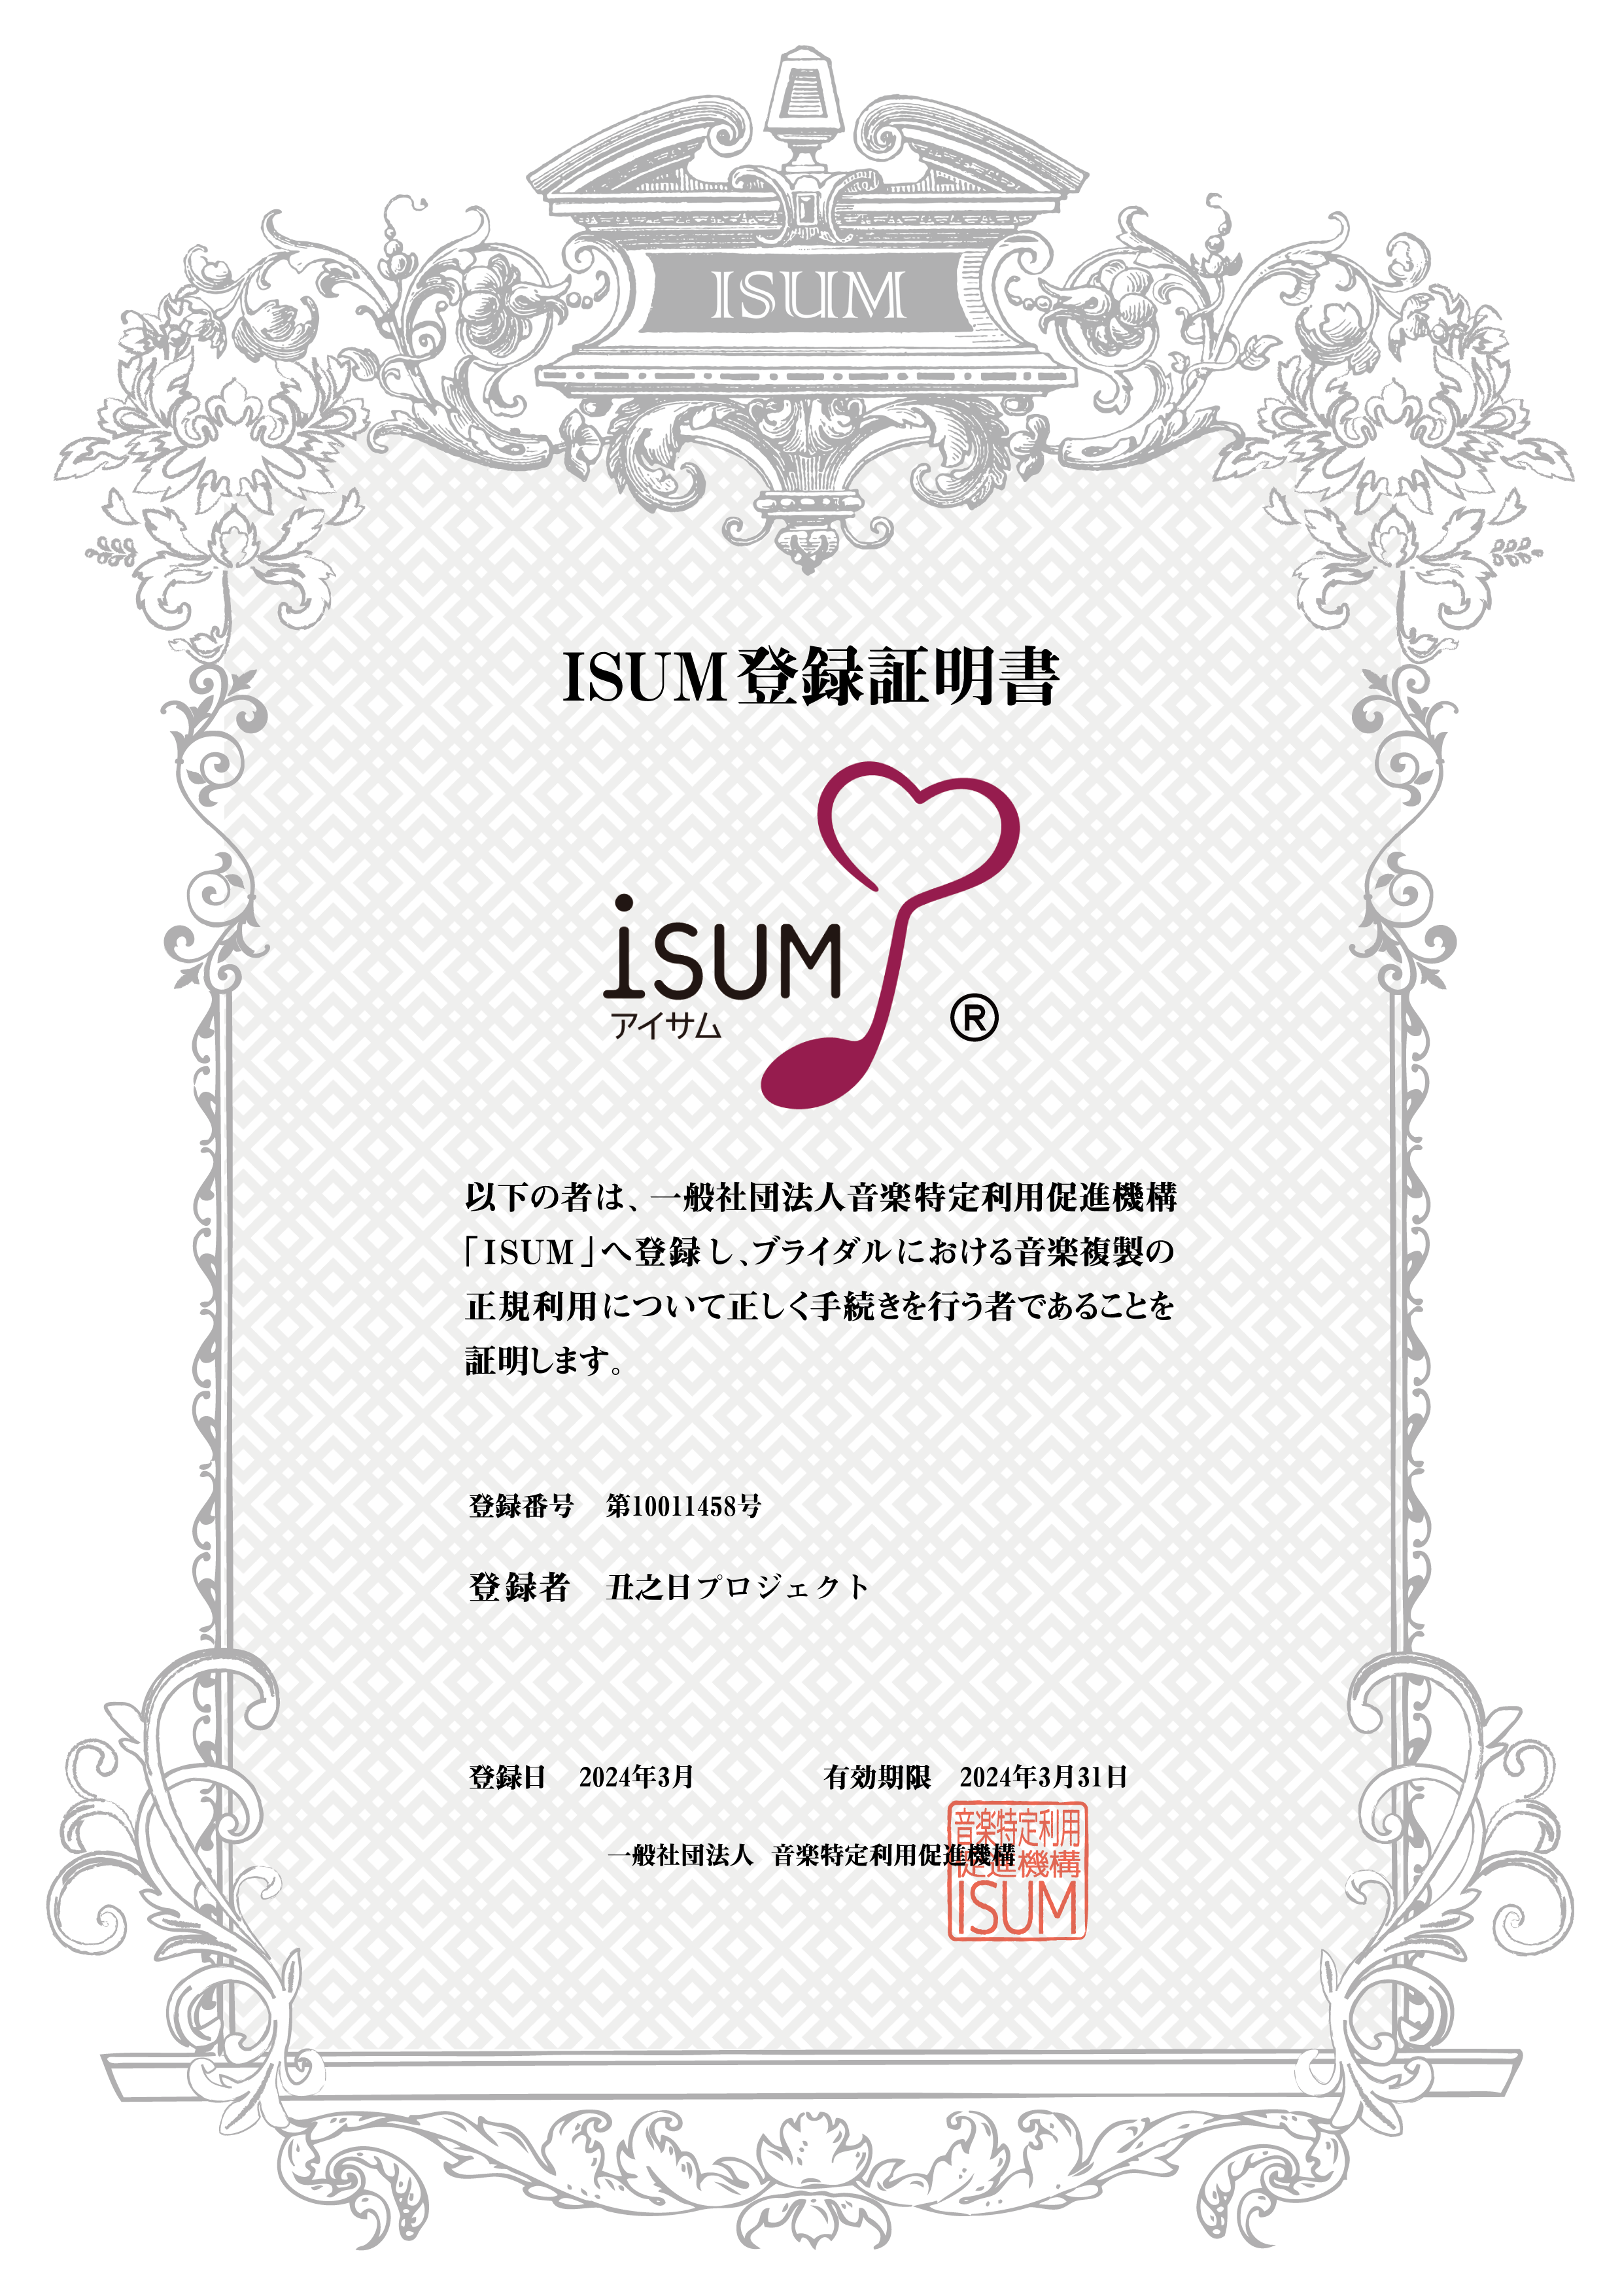 ISUM
ISUM登録証明書
iSUM
アイサム
®
以下の者は、一般社団法人音楽特定利用促進機構
「ISUM」へ登録し、ブライダルにおける音楽複製の
正規利用について正しく手続きを行う者であることを
証明します。
登録番号 第10011458号
登録者 丑之日プロジェクト
登録日 2024年3月 有効期限 2024年3月31日
一般社団法人 音楽特定利用促進機構
音楽特定利用
促進機構
ISUM